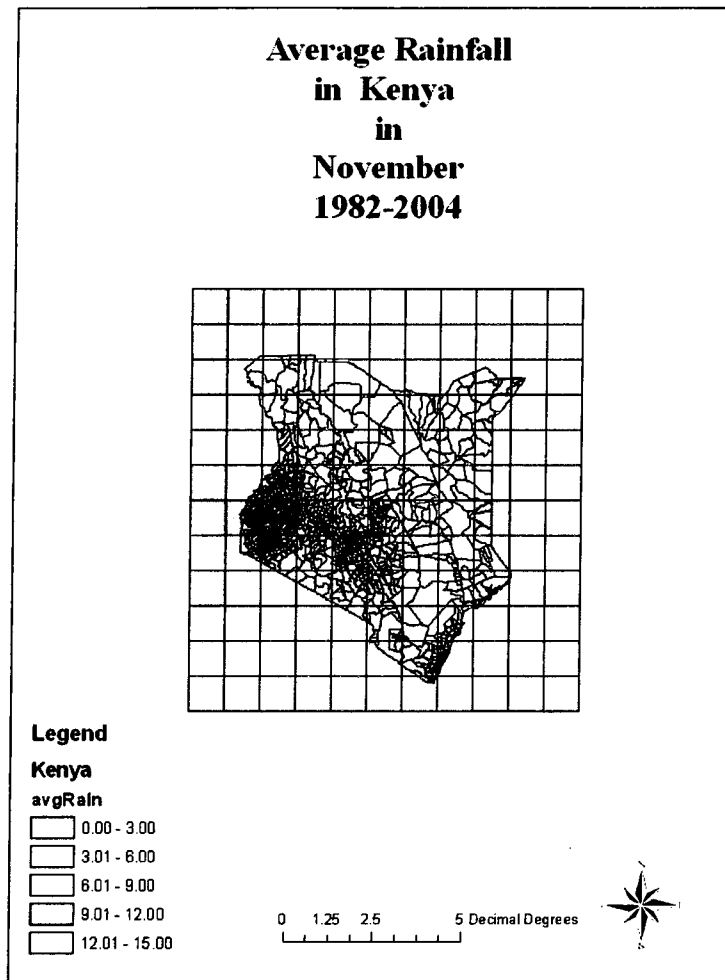 Average Rainfall
in Kenya
in
November
1982-2004
Legend
Kenya
avgRain
0.00 - 3.00
3.01 - 6.00
6.01 - 9.00
9.01 - 12.00
12.01 - 15.00
0 1.25 2.5 5 Decimal Degrees